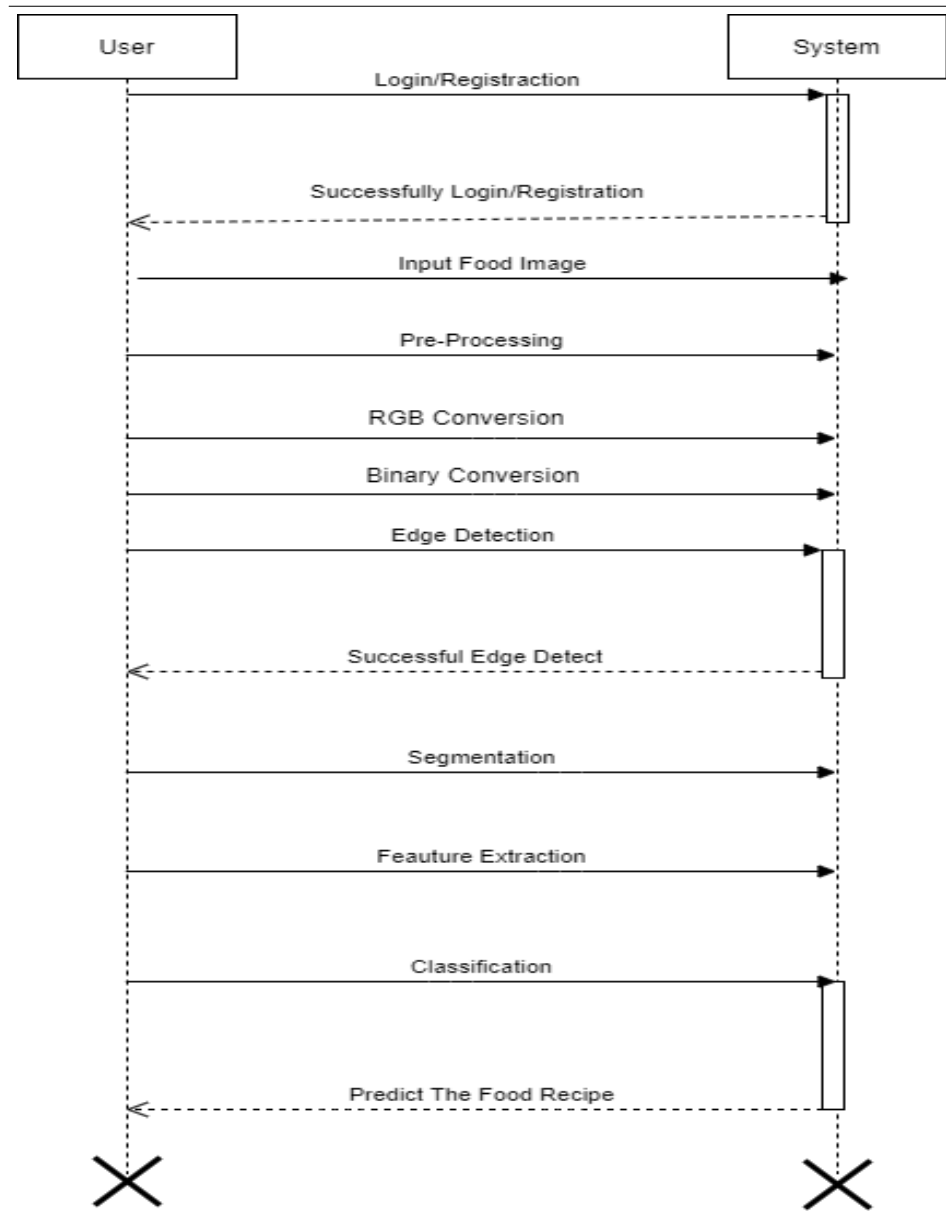 User
System
Login/Registraction
Successfully Login/Registration
Input Food Image
Pre-Processing
RGB Conversion
Binary Conversion
Edge Detection
Successful Edge Detect
Segmentation
Feauture Extraction
Classification
Predict The Food Recipe